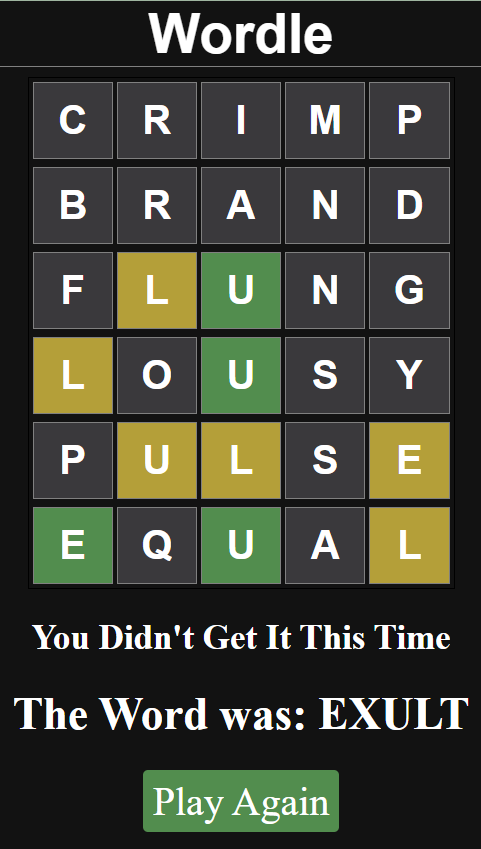 Wordle
C R I M P
B R A N D
F L U N G
L O U S Y
P U L S E
E Q U A L
You Didn't Get It This Time
The Word was: EXULT
Play Again